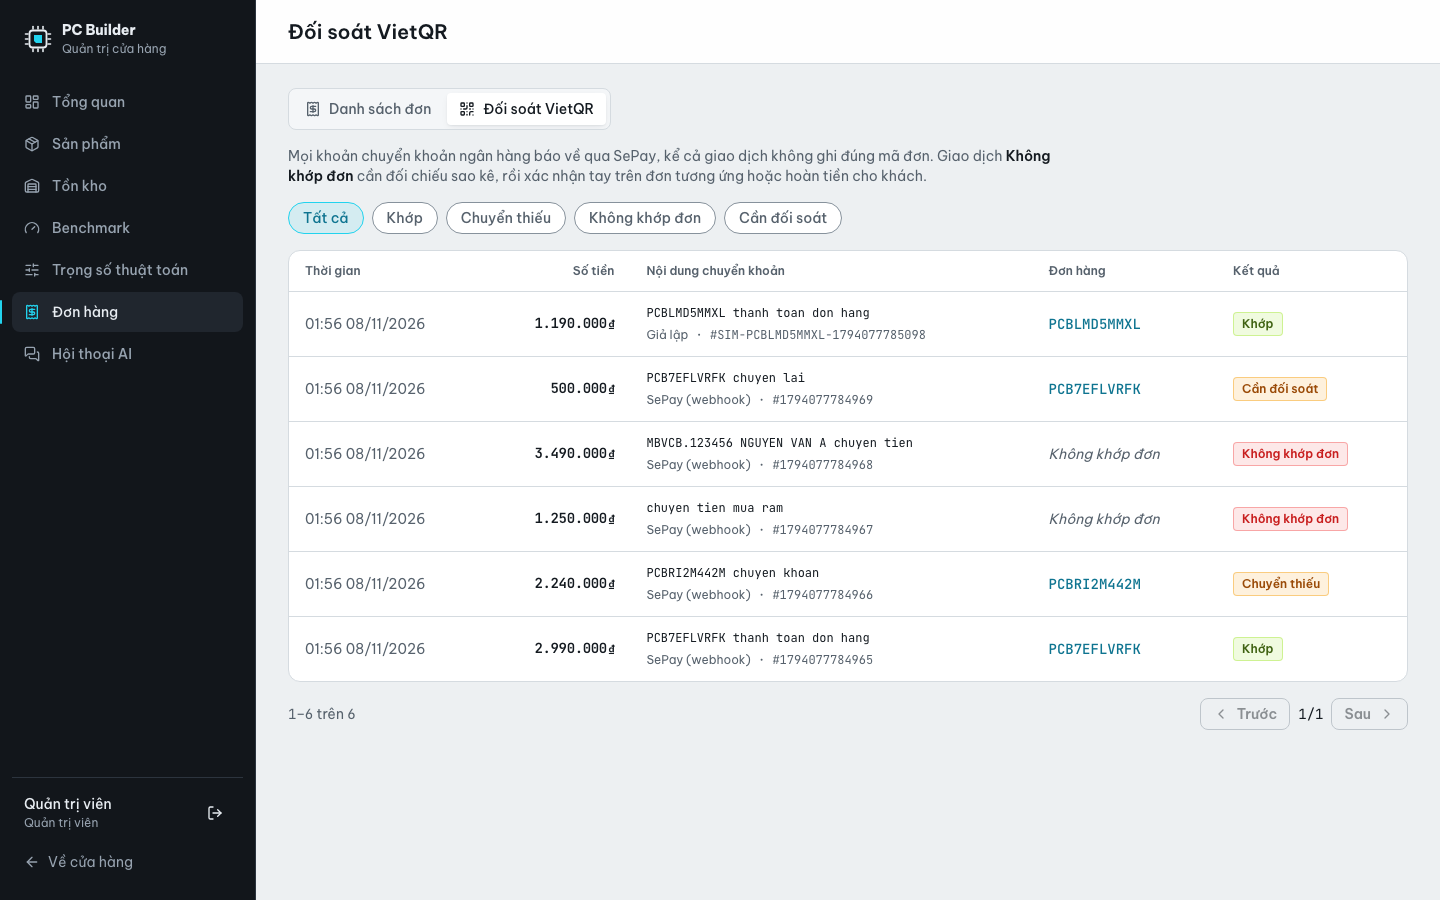 PC Builder
Quản trị cửa hàng
Tổng quan
Sản phẩm
Tồn kho
Benchmark
Trọng số thuật toán
Đơn hàng
Hội thoại AI
Quản trị viên
Quản trị viên
Về cửa hàng
Đối soát VietQR
Danh sách đơn
Đối soát VietQR
Mọi khoản chuyển khoản ngân hàng báo về qua SePay, kể cả giao dịch không ghi đúng mã đơn. Giao dịch Không
khớp đơn cần đối chiếu sao kê, rồi xác nhận tay trên đơn tương ứng hoặc hoàn tiền cho khách.
Tất cả Khớp Chuyển thiếu Không khớp đơn Cần đối soát
Thời gian Số tiền Nội dung chuyển khoản Đơn hàng Kết quả
01:56 08/11/2026 1.190.000₫ PCBLMD5MMXL thanh toan don hang PCBLMD5MMXL Khớp
Giả lập · #SIM-PCBLMD5MMXL-1794077785098
01:56 08/11/2026 500.000₫ PCB7EFLVRFK chuyen lai PCB7EFLVRFK Cần đối soát
SePay (webhook) · #1794077784969
01:56 08/11/2026 3.490.000₫ MBVCB.123456 NGUYEN VAN A chuyen tien Không khớp đơn Không khớp đơn
SePay (webhook) · #1794077784968
01:56 08/11/2026 1.250.000₫ chuyen tien mua ram Không khớp đơn Không khớp đơn
SePay (webhook) · #1794077784967
01:56 08/11/2026 2.240.000₫ PCBRI2M442M chuyen khoan PCBRI2M442M Chuyển thiếu
SePay (webhook) · #1794077784966
01:56 08/11/2026 2.990.000₫ PCB7EFLVRFK thanh toan don hang PCB7EFLVRFK Khớp
SePay (webhook) · #1794077784965
1–6 trên 6 Trước 1/1 Sau